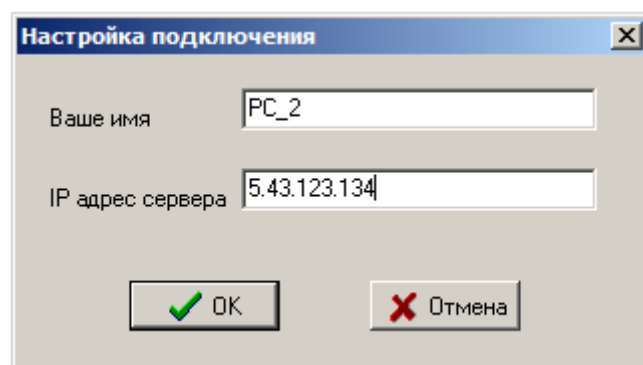 Настройка подключения
Ваше имя PC_2
IP адрес сервера 5.43.123.134
OK Отмена